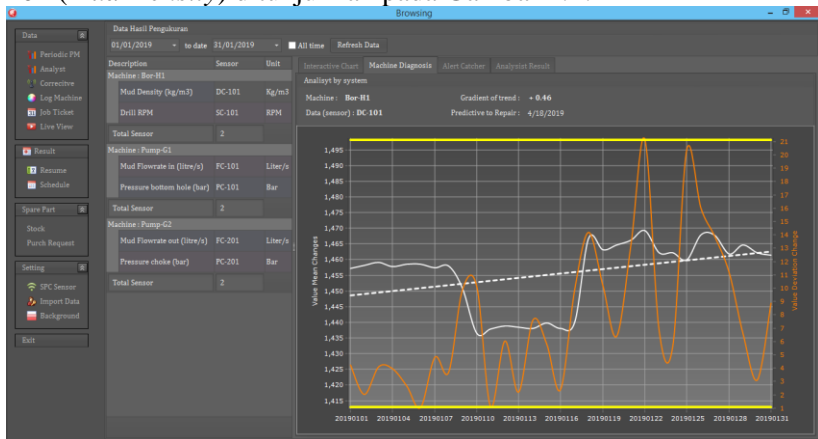 Browsing
Data
Periodic PM
Analyst
Correcitve
Log Machine
Job Ticket
Live View
Result
Resume
Schedule
Spare Part
Stock
Purch Request
Setting
SPC Sensor
Import Data
Background
Exit
Data Hasil Pengukuran
01/01/2019 to date 31/01/2019 All time Refresh Data
Description Sensor Unit
Machine : Bor-H1
Mud Density (kg/m3) DC-101 Kg/m3
Drill RPM SC-101 RPM
Total Sensor 2
Machine : Pump-G1
Mud Flowrate in (litre/s) FC-101 Liter/s
Pressure bottom hole (bar) PC-101 Bar
Total Sensor 2
Machine : Pump-G2
Mud Flowrate out (litre/s) FC-201 Liter/s
Pressure choke (bar) PC-201 Bar
Total Sensor 2
Interactive Chart Machine Diagnosis Alert Catcher Analysist Result
Analisyt by system
Machine : Bor-H1 Gradient of trend : + 0.46
Data (sensor) : DC-101 Predictive to Repair : 4/18/2019
Value Mean Changes
1,495
1,490
1,485
1,480
1,475
1,470
1,465
1,460
1,455
1,450
1,445
1,440
1,435
1,430
1,425
1,420
1,415
21
20
19
18
17
16
15
14
13
12
11
10
9
8
7
6
5
4
3
2
1
Value Deviation Change
20190101 20190104 20190107 20190110 20190113 20190116 20190119 20190122 20190125 20190128 20190131